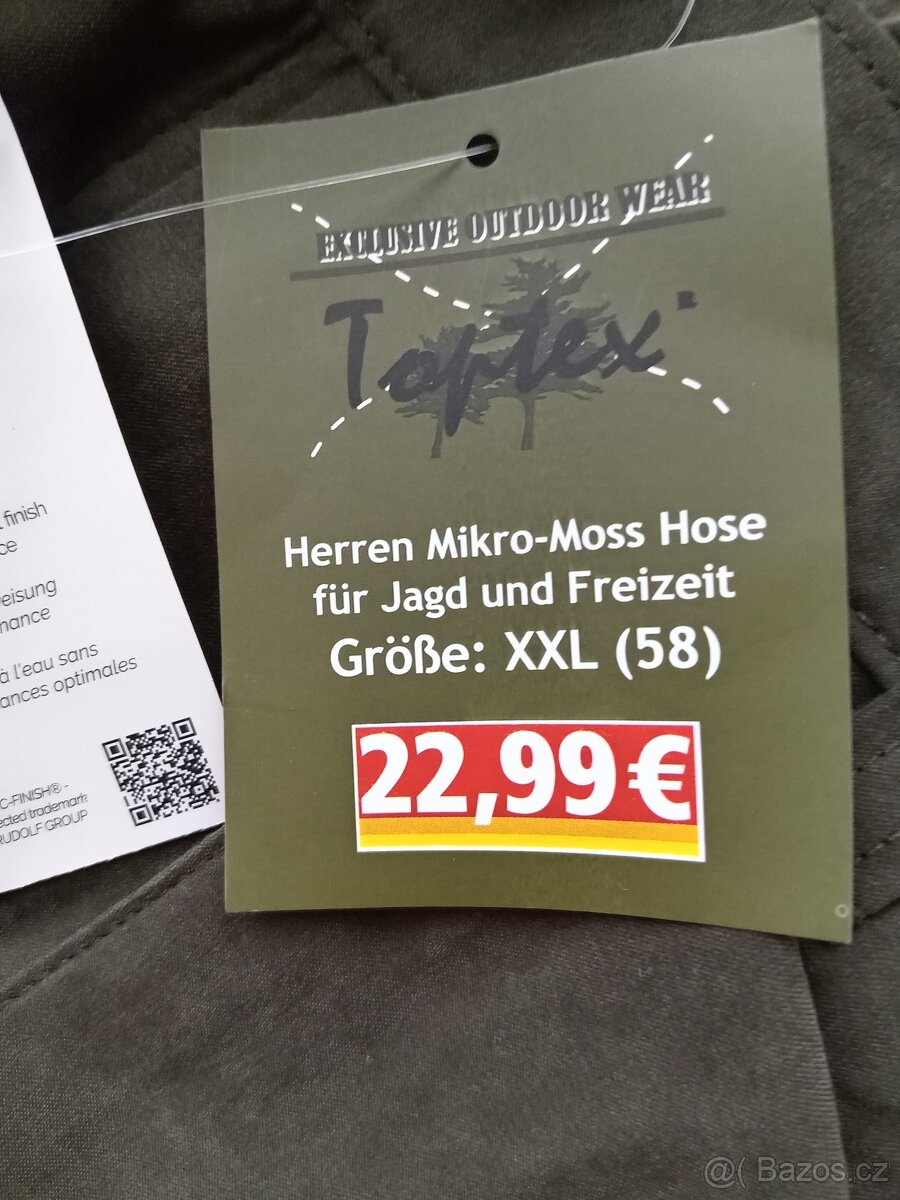 EXCLUSIVE OUTDOOR WEAR
Toptex®
Herren Mikro-Moss Hose
für Jagd und Freizeit
Größe: XXL (58)
22,99 €
finish
ce
eisung
mance
à l'eau sans
ances optimales
C-FINISH® -
ected trademark
RUDOLF GROUP
@( Bazos.cz